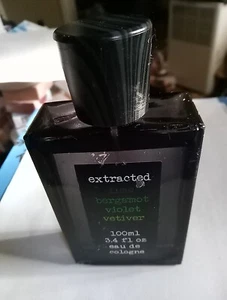 extracted
bergamot
violet
vetiver
100ml
3.4 fl oz
eau de
cologne